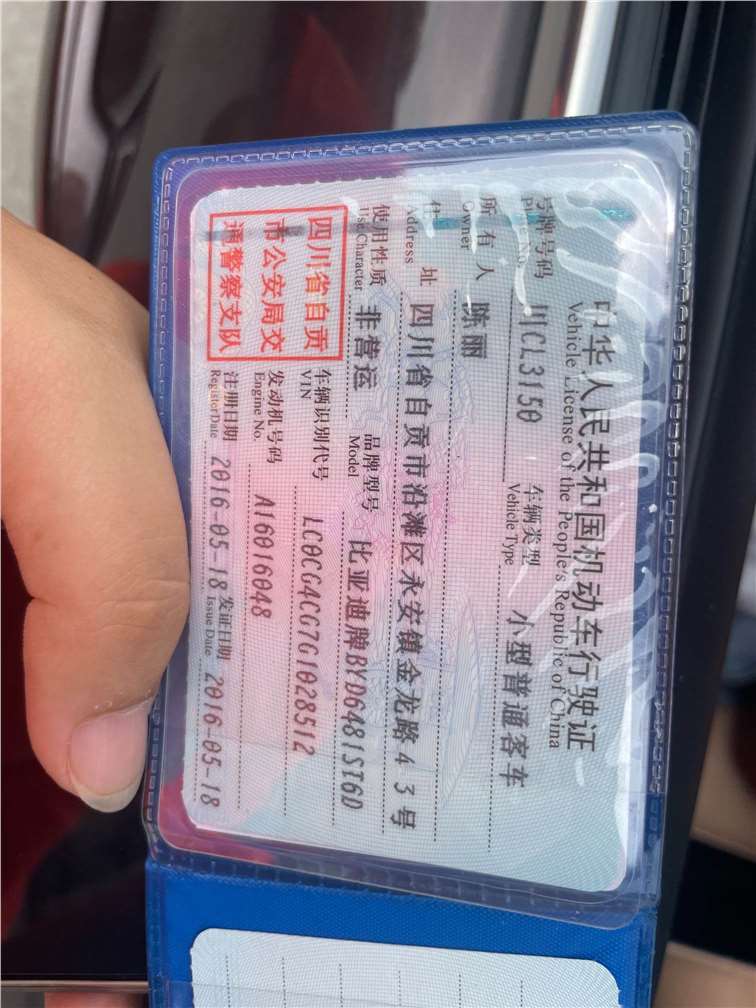 中华人民共和国机动车行驶证
Vehicle License of the People's Republic of China
号牌号码 川CL3150 车辆类型 小型普通客车
Plate No. Vehicle Type
所有人 陈丽
Owner
住址 四川省自贡市沿滩区永安镇金龙路43号
Address
使用性质 非营运 品牌型号 比亚迪牌BYD6481ST6D
Use Character Model
四川省自贡
市公安局交
通警察支队
车辆识别代号 LC0CG4CG7G1028512
VIN
发动机号码 A16016048
Engine No.
注册日期 2016-05-18 发证日期 2016-05-18
Register Date Issue Date